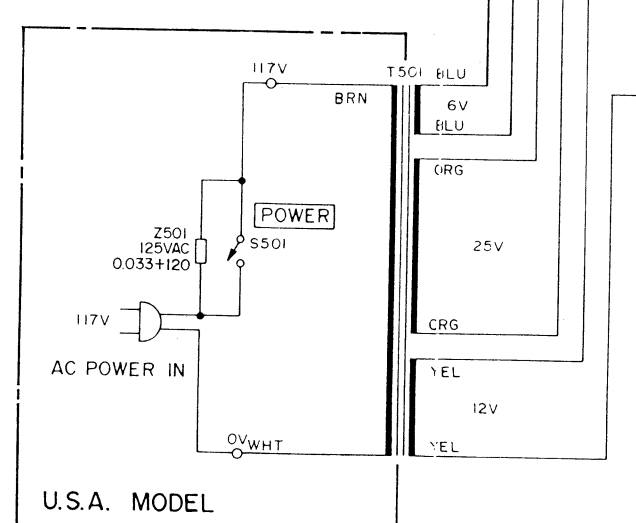 117V
T501
BLU
BRN
6V
BLU
ORG
POWER
Z501
125VAC
0.033+120
S501
25V
117V
ORG
AC POWER IN
YEL
12V
0V
WHT
YEL
U.S.A. MODEL